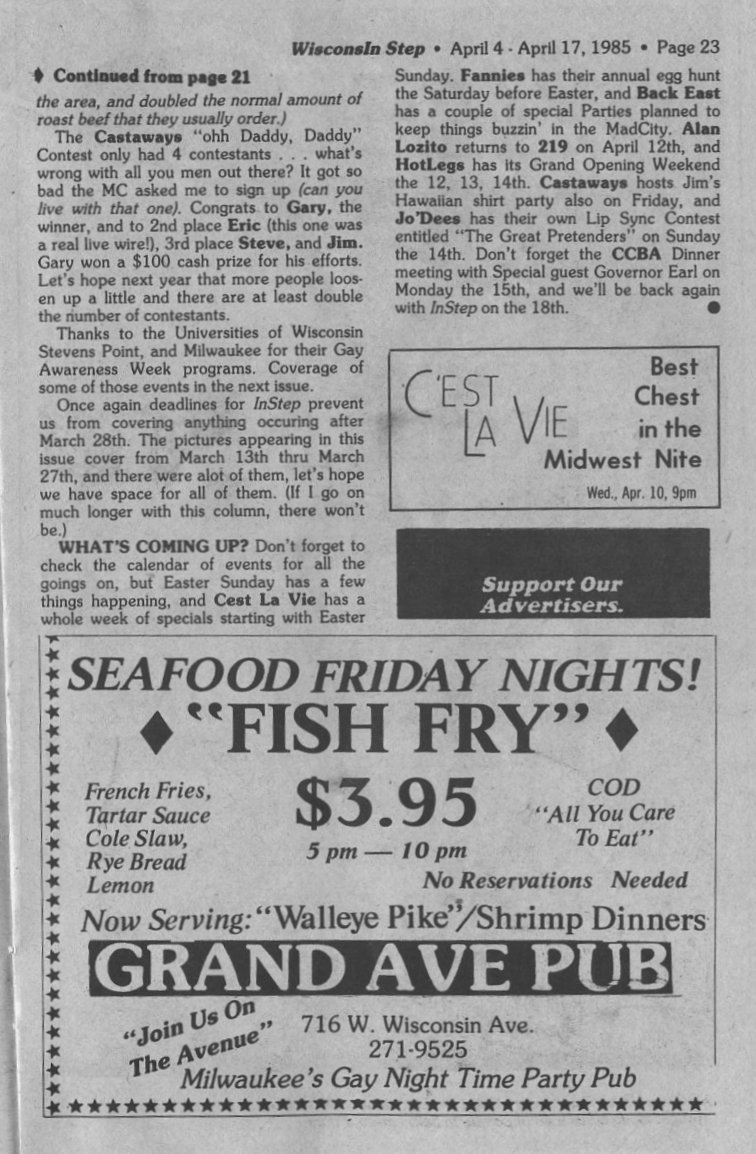 Wisconsin Step • April 4 - April 17, 1985 • Page 23
♦ Continued from page 21
the area, and doubled the normal amount of
roast beef that they usually order.)
The Castaways "ohh Daddy, Daddy"
Contest only had 4 contestants . . . what's
wrong with all you men out there? It got so
bad the MC asked me to sign up (can you
live with that one). Congrats to Gary, the
winner, and to 2nd place Eric (this one was
a real live wire!), 3rd place Steve, and Jim.
Gary won a $100 cash prize for his efforts.
Let's hope next year that more people loos-
en up a little and there are at least double
the number of contestants.
Thanks to the Universities of Wisconsin
Stevens Point, and Milwaukee for their Gay
Awareness Week programs. Coverage of
some of those events in the next issue.
Once again deadlines for InStep prevent
us from covering anything occuring after
March 28th. The pictures appearing in this
issue cover from March 13th thru March
27th, and there were alot of them, let's hope
we have space for all of them. (If I go on
much longer with this column, there won't
be.)
WHAT'S COMING UP? Don't forget to
check the calendar of events for all the
goings on, but Easter Sunday has a few
things happening, and Cest La Vie has a
whole week of specials starting with Easter
Sunday. Fannies has their annual egg hunt
the Saturday before Easter, and Back East
has a couple of special Parties planned to
keep things buzzin' in the MadCity. Alan
Lozito returns to 219 on April 12th, and
HotLegs has its Grand Opening Weekend
the 12, 13, 14th. Castaways hosts Jim's
Hawaiian shirt party also on Friday, and
Jo'Dees has their own Lip Sync Contest
entitled "The Great Pretenders" on Sunday
the 14th. Don't forget the CCBA Dinner
meeting with Special guest Governor Earl on
Monday the 15th, and we'll be back again
with InStep on the 18th. ●
C'EST
LA VIE
Best
Chest
in the
Midwest Nite
Wed., Apr. 10, 9pm
Support Our
Advertisers.
SEAFOOD FRIDAY NIGHTS!
♦ "FISH FRY" ♦
French Fries,
Tartar Sauce
Cole Slaw,
Rye Bread
Lemon
$3.95
5 pm — 10 pm
COD
"All You Care
To Eat"
No Reservations Needed
Now Serving: "Walleye Pike"/Shrimp Dinners
GRAND AVE PUB
"Join Us On
The Avenue"
716 W. Wisconsin Ave.
271-9525
Milwaukee's Gay Night Time Party Pub